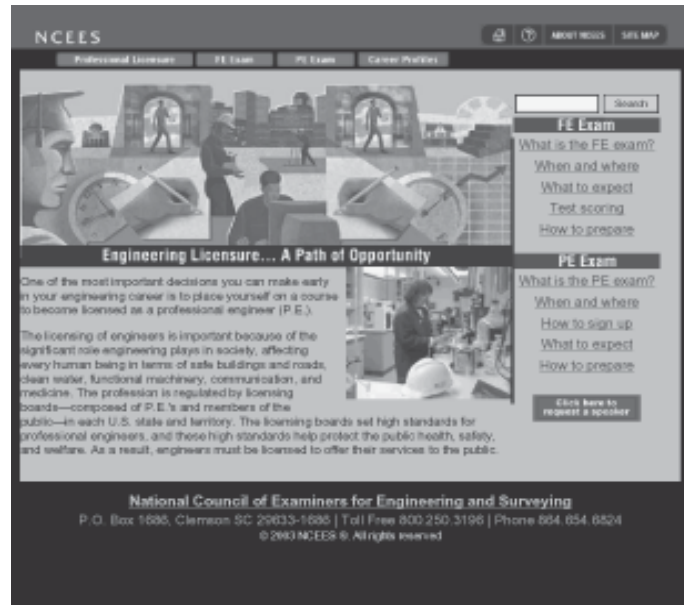 NCEES
ABOUT NCEES SITE MAP
Professional Licensure FE Exam PE Exam Career Profiles
Search
FE Exam
What is the FE exam?
When and where
What to expect
Test scoring
How to prepare
PE Exam
What is the PE exam?
When and where
How to sign up
What to expect
How to prepare
Click here to
request a speaker
Engineering Licensure... A Path of Opportunity
One of the most important decisions you can make early
in your engineering career is to place yourself on a course
to become licensed as a professional engineer (P.E.).
The licensing of engineers is important because of the
significant role engineering plays in society, affecting
every human being in terms of safe buildings and roads,
clean water, functional machinery, communication, and
medicine. The profession is regulated by licensing
boards—composed of P.E.'s and members of the
public—in each U.S. state and territory. The licensing boards set high standards for
professional engineers, and these high standards help protect the public health, safety,
and welfare. As a result, engineers must be licensed to offer their services to the public.
National Council of Examiners for Engineering and Surveying
P.O. Box 1686, Clemson SC 29633-1686 | Toll Free 800.250.3196 | Phone 864.654.6824
© 2003 NCEES ®. All rights reserved